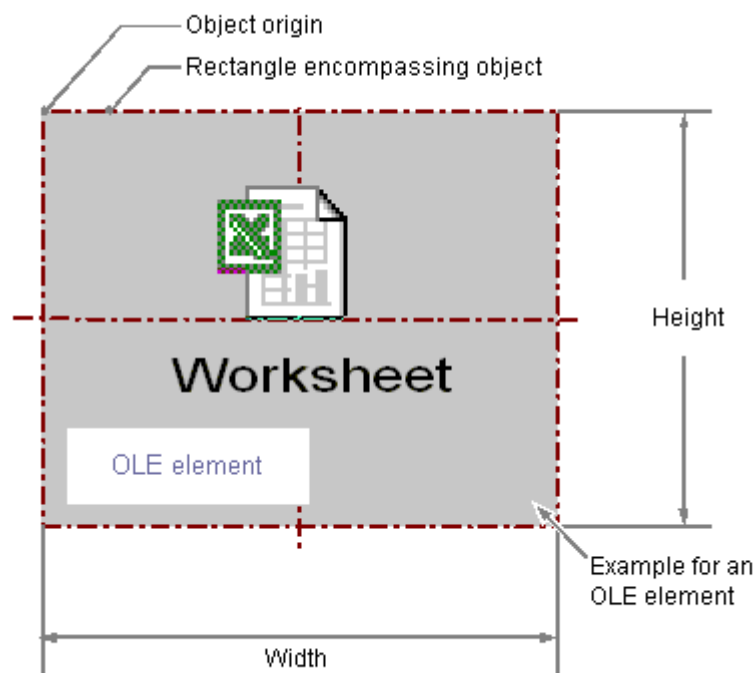 Object origin
Rectangle encompassing object
Height
Worksheet
OLE element
Example for an
OLE element
Width